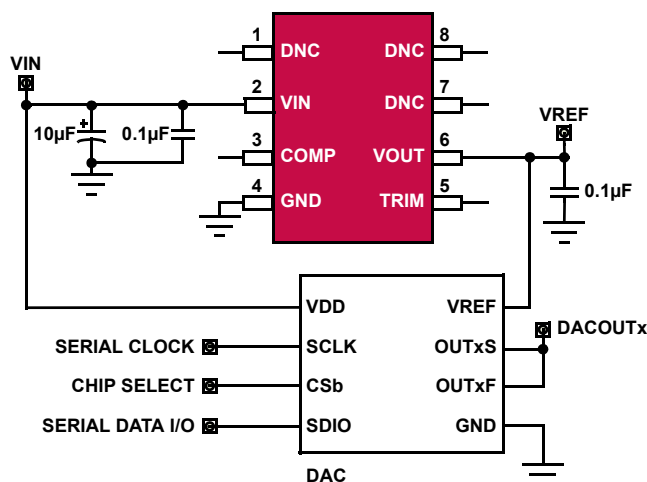 1
8
DNC
DNC
VIN
2
7
VIN
DNC
VREF
10µF
+
0.1µF
3
6
COMP
VOUT
4
5
GND
TRIM
0.1µF
VDD
VREF
DACOUTx
SERIAL CLOCK
SCLK
OUTxS
CHIP SELECT
CSb
OUTxF
SERIAL DATA I/O
SDIO
GND
DAC